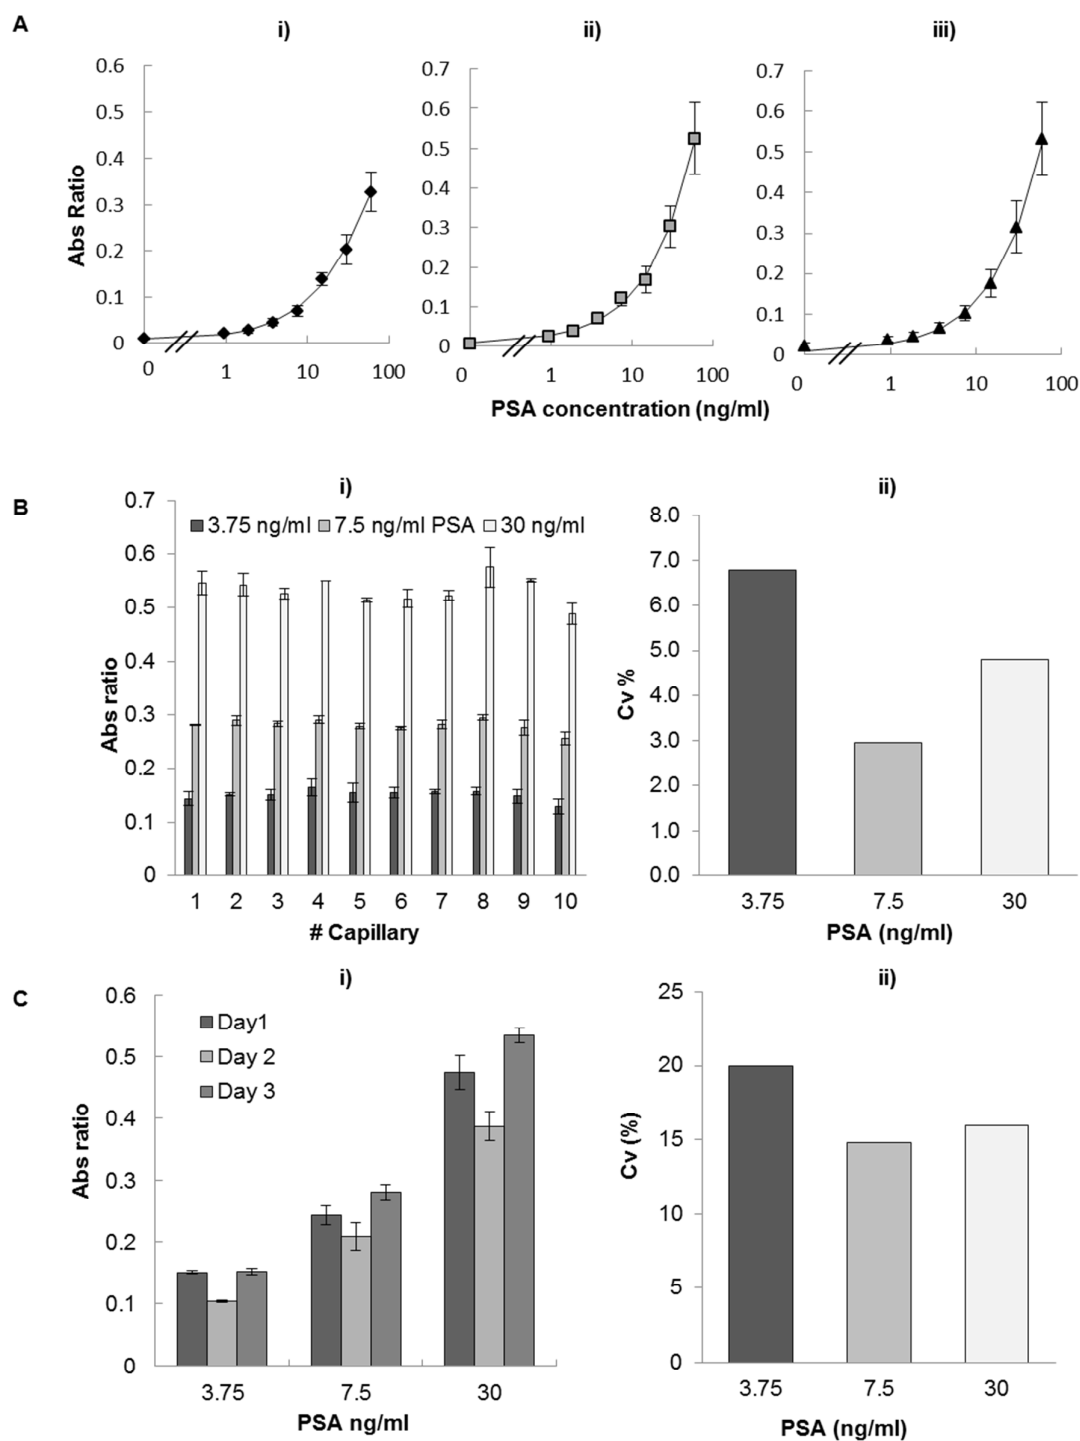 A
i)
ii)
iii)
0.6
0.5
0.4
0.3
0.2
0.1
0
Abs Ratio
0 1 10 100
0.7
0.6
0.5
0.4
0.3
0.2
0.1
0
0 1 10 100
0.7
0.6
0.5
0.4
0.3
0.2
0.1
0
0 1 10 100
PSA concentration (ng/ml)
B
i)
0.7
0.6
0.5
0.4
0.3
0.2
0.1
0
Abs ratio
3.75 ng/ml 7.5 ng/ml PSA 30 ng/ml
1 2 3 4 5 6 7 8 9 10
# Capillary
ii)
8.0
7.0
6.0
5.0
4.0
3.0
2.0
1.0
0.0
Cv %
3.75 7.5 30
PSA (ng/ml)
C
i)
0.6
0.5
0.4
0.3
0.2
0.1
0
Abs ratio
Day1
Day 2
Day 3
3.75 7.5 30
PSA ng/ml
ii)
25
20
15
10
5
0
Cv (%)
3.75 7.5 30
PSA (ng/ml)